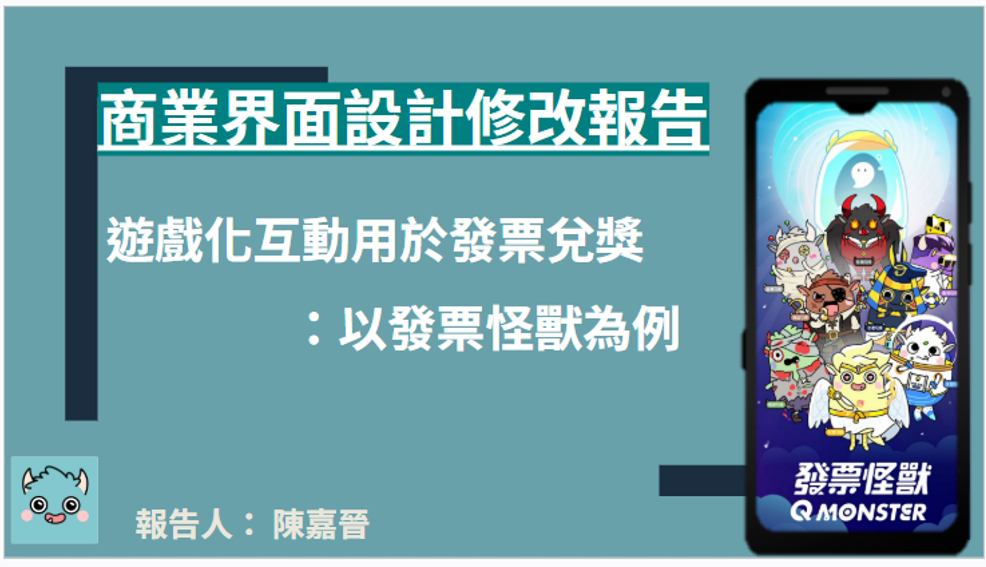 商業界面設計修改報告
遊戲化互動用於發票兌獎
：以發票怪獸為例
報告人： 陳嘉晉
發票怪獸
Q MONSTER